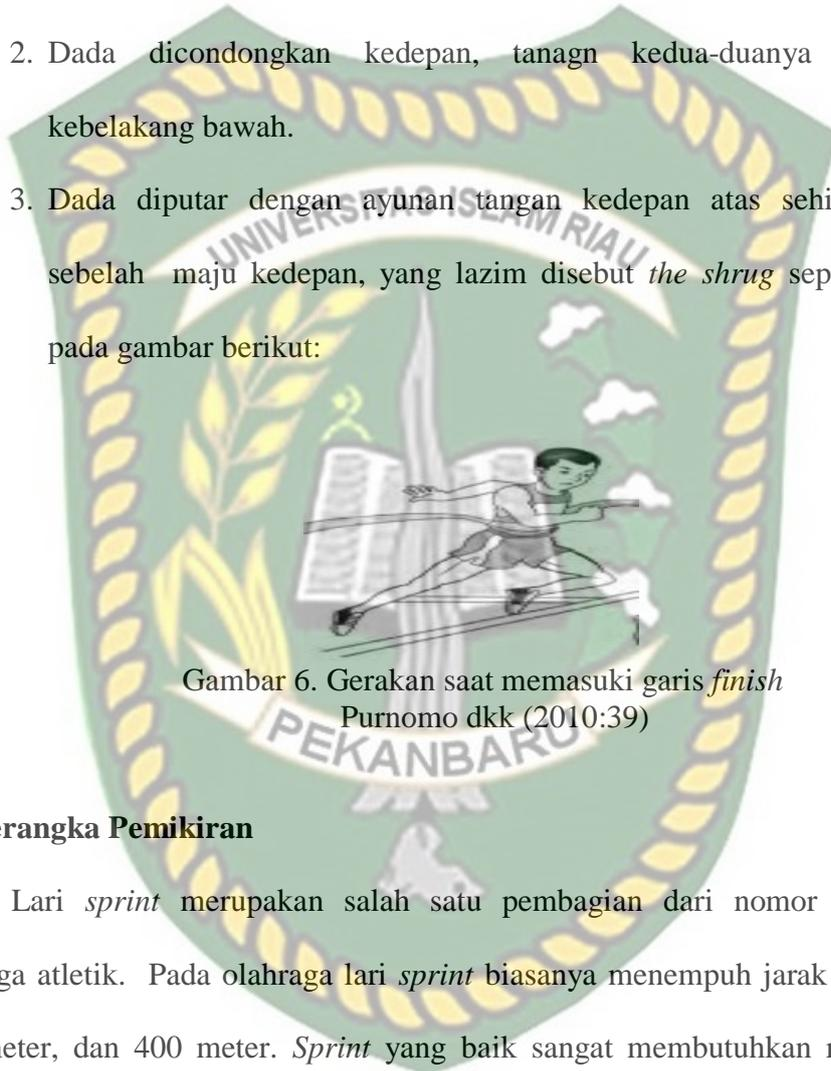 2. Dada dicondongkan kedepan, tanagn kedua-duanya
kebelakang bawah.
UNIVERSITAS ISLAM RIAU
3. Dada diputar dengan ayunan tangan kedepan atas sehi
sebelah maju kedepan, yang lazim disebut the shrug sep
pada gambar berikut:
Gambar 6. Gerakan saat memasuki garis finish
Purnomo dkk (2010:39)
PEKANBARU
erangka Pemikiran
Lari sprint merupakan salah satu pembagian dari nomor
ga atletik. Pada olahraga lari sprint biasanya menempuh jarak
neter, dan 400 meter. Sprint yang baik sangat membutuhkan